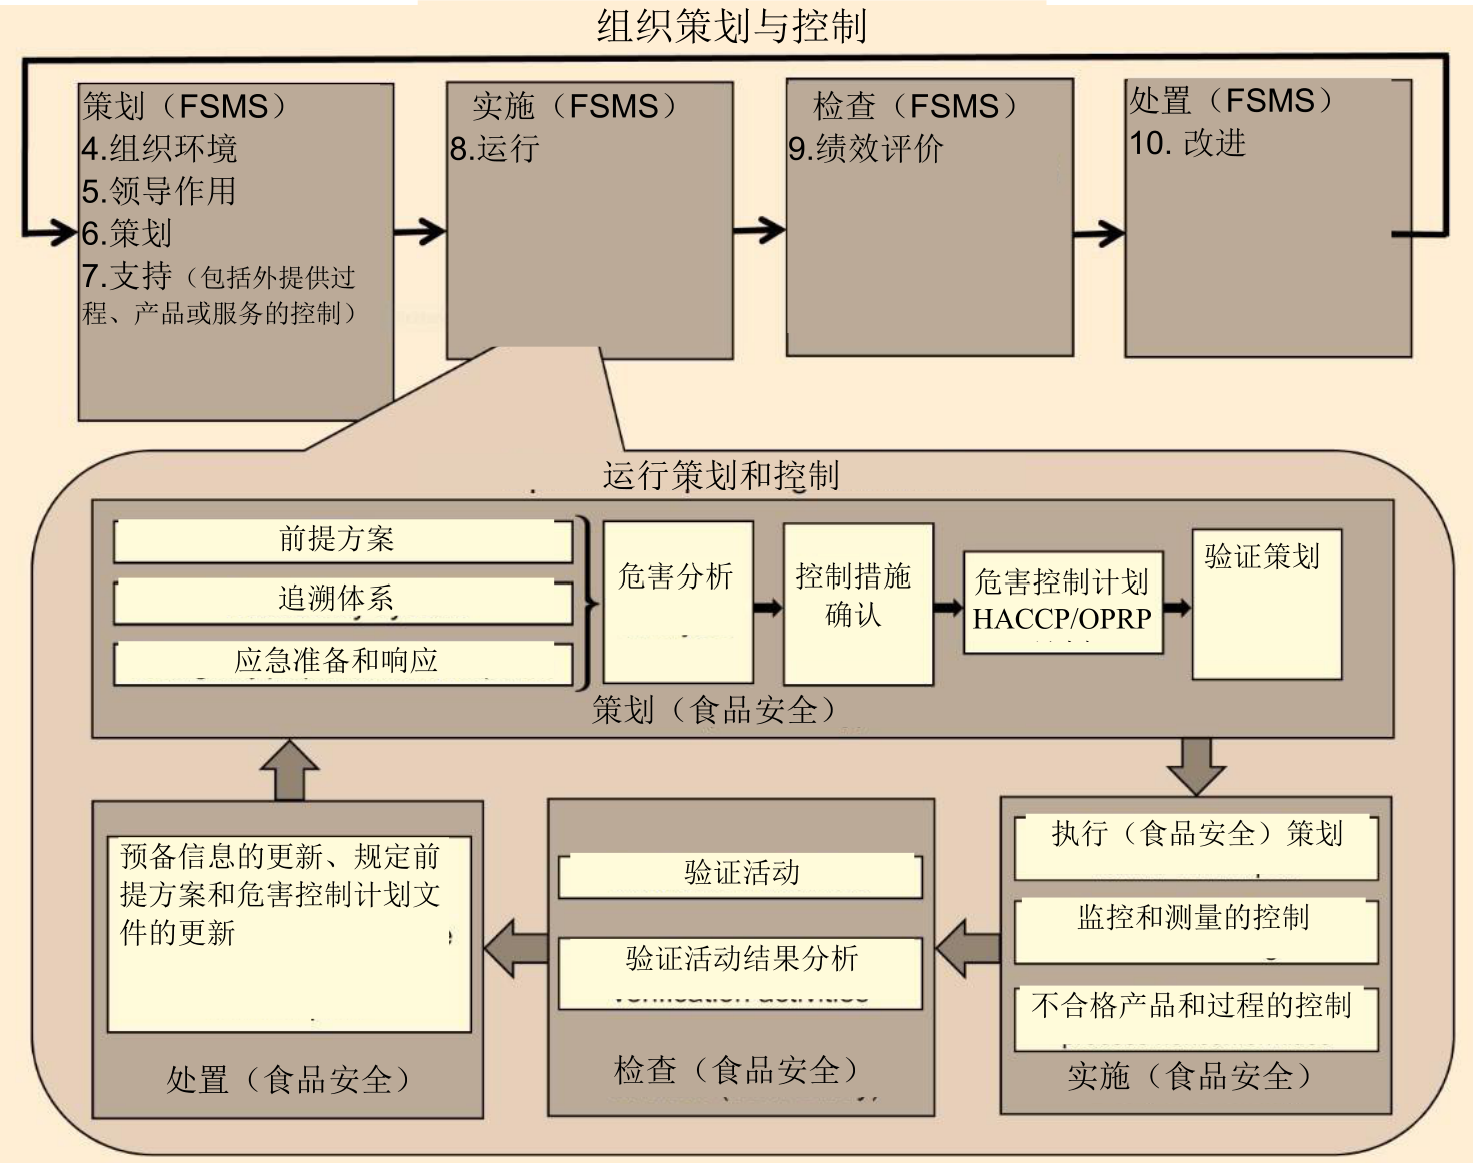 组织策划与控制
策划（FSMS）
4.组织环境
5.领导作用
6.策划
7.支持（包括外提供过
程、产品或服务的控制）
实施（FSMS）
8.运行
检查（FSMS）
9.绩效评价
处置（FSMS）
10. 改进
运行策划和控制
前提方案
追溯体系
应急准备和响应
危害分析
控制措施
确认
危害控制计划
HACCP/OPRP
验证策划
策划（食品安全）
执行（食品安全）策划
监控和测量的控制
不合格产品和过程的控制
实施（食品安全）
验证活动
验证活动结果分析
检查（食品安全）
预备信息的更新、规定前
提方案和危害控制计划文
件的更新
处置（食品安全）